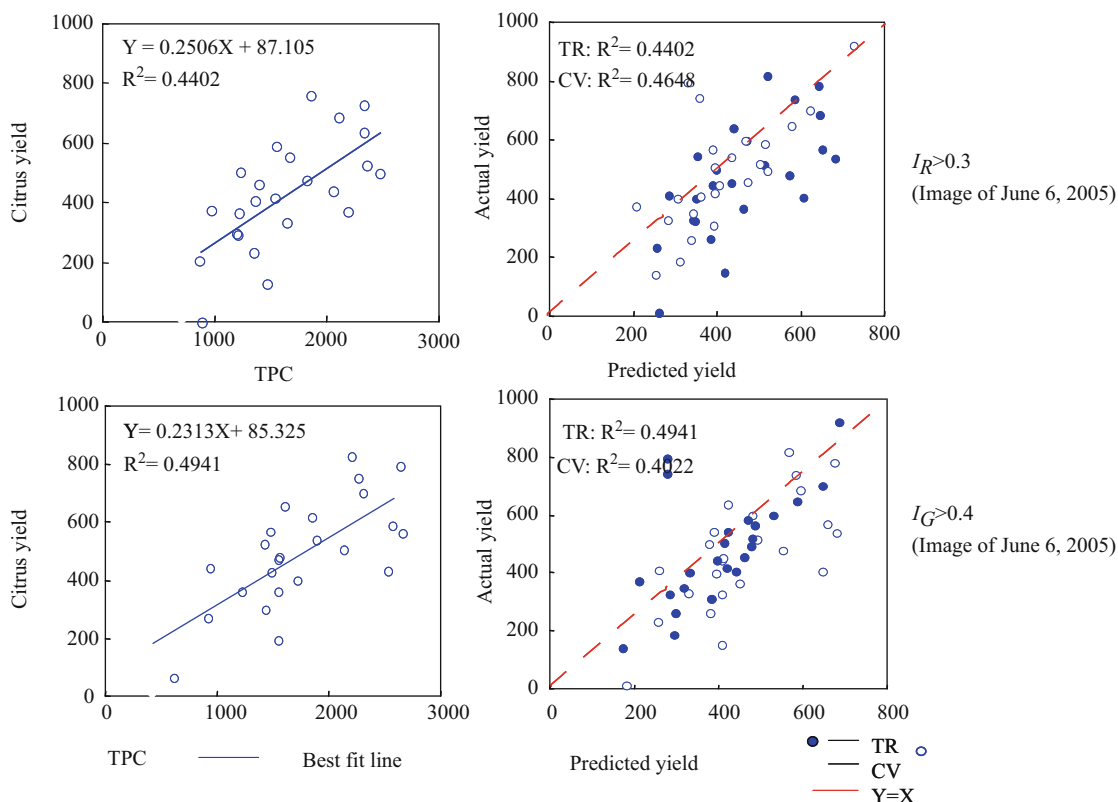 1000
800
600
400
200
0
Citrus yield
Y = 0.2506X + 87.105
R²= 0.4402
1000 2000 3000
TPC
1000
800
600
400
200
0
Actual yield
TR: R²= 0.4402
CV: R²= 0.4648
0 200 400 600 800
Predicted yield
I_R>0.3
(Image of June 6, 2005)
1000
800
600
400
200
0
Citrus yield
Y= 0.2313X+ 85.325
R²= 0.4941
0 1000 2000 3000
TPC
Best fit line
1000
800
600
400
200
0
Actual yield
TR: R²= 0.4941
CV: R²= 0.4022
0 200 400 600 800
Predicted yield
I_G>0.4
(Image of June 6, 2005)
TR
CV
Y=X